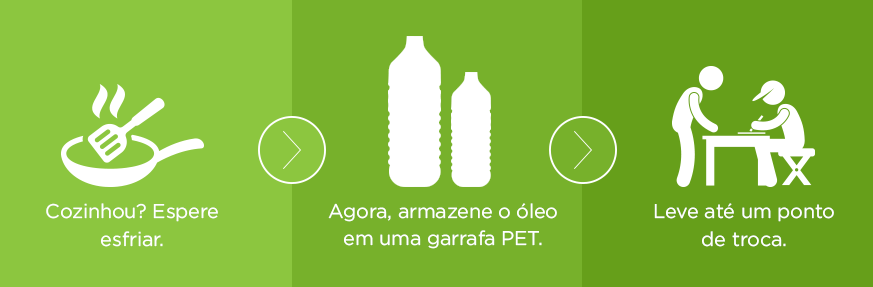 Cozinhou? Espere
esfriar.
Agora, armazene o óleo
em uma garrafa PET.
Leve até um ponto
de troca.